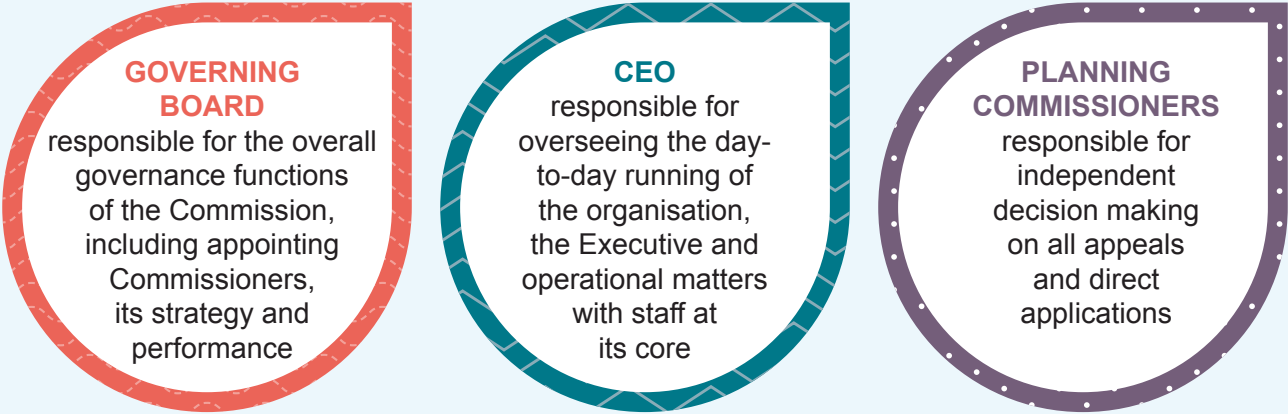 GOVERNING
BOARD
responsible for the overall
governance functions
of the Commission,
including appointing
Commissioners,
its strategy and
performance
CEO
responsible for
overseeing the day-
to-day running of
the organisation,
the Executive and
operational matters
with staff at
its core
PLANNING
COMMISSIONERS
responsible for
independent
decision making
on all appeals
and direct
applications